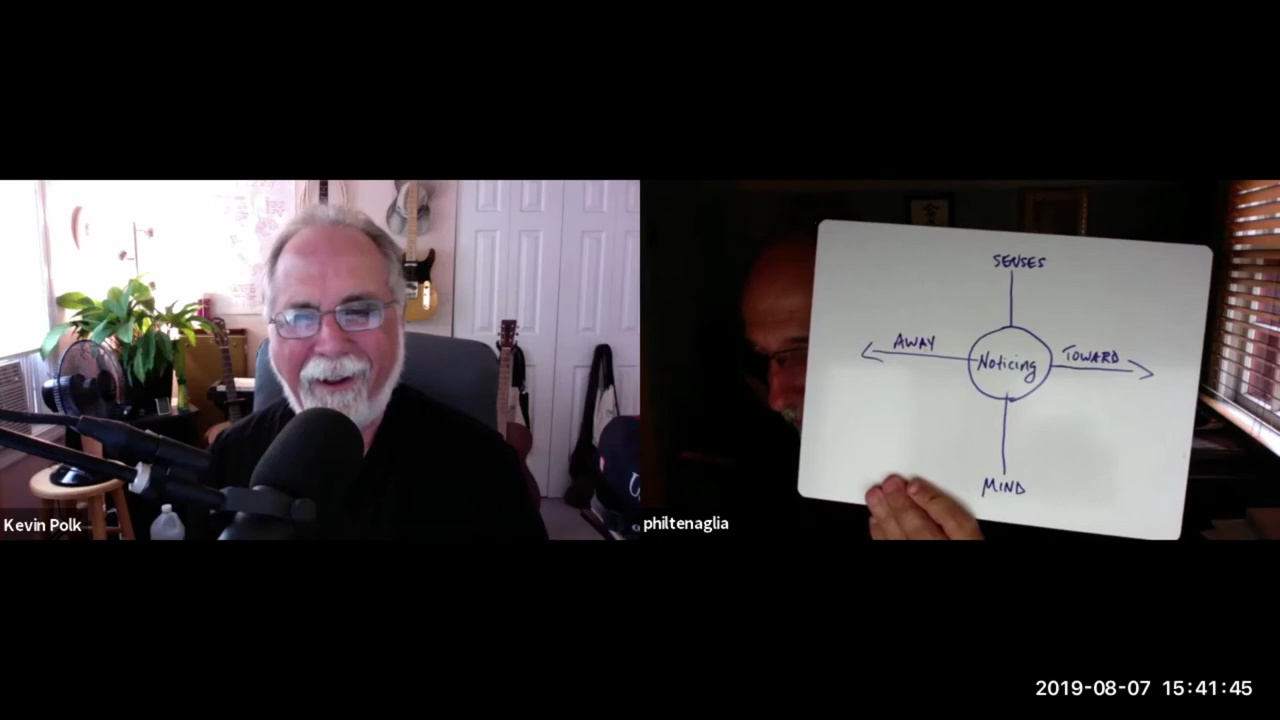 SENSES
AWAY
Noticing
TOWARD
MIND
Kevin Polk
philtenaglia
2019-08-07 15:41:45